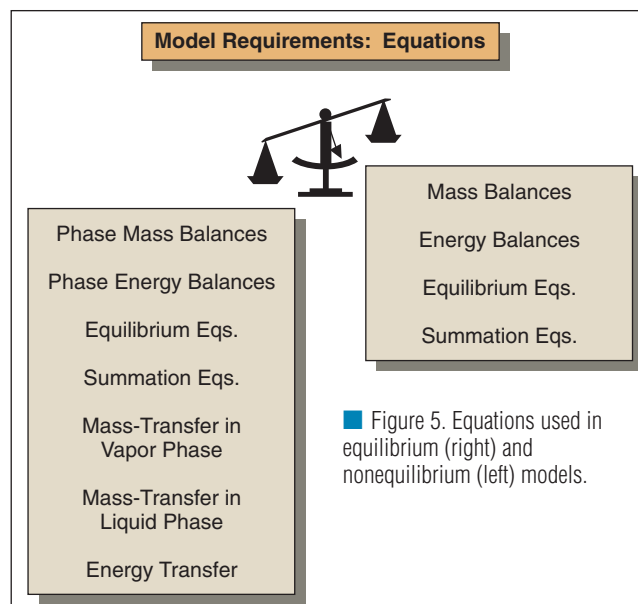 Model Requirements: Equations
Phase Mass Balances
Phase Energy Balances
Equilibrium Eqs.
Summation Eqs.
Mass-Transfer in
Vapor Phase
Mass-Transfer in
Liquid Phase
Energy Transfer
Mass Balances
Energy Balances
Equilibrium Eqs.
Summation Eqs.
Figure 5. Equations used in
equilibrium (right) and
nonequilibrium (left) models.